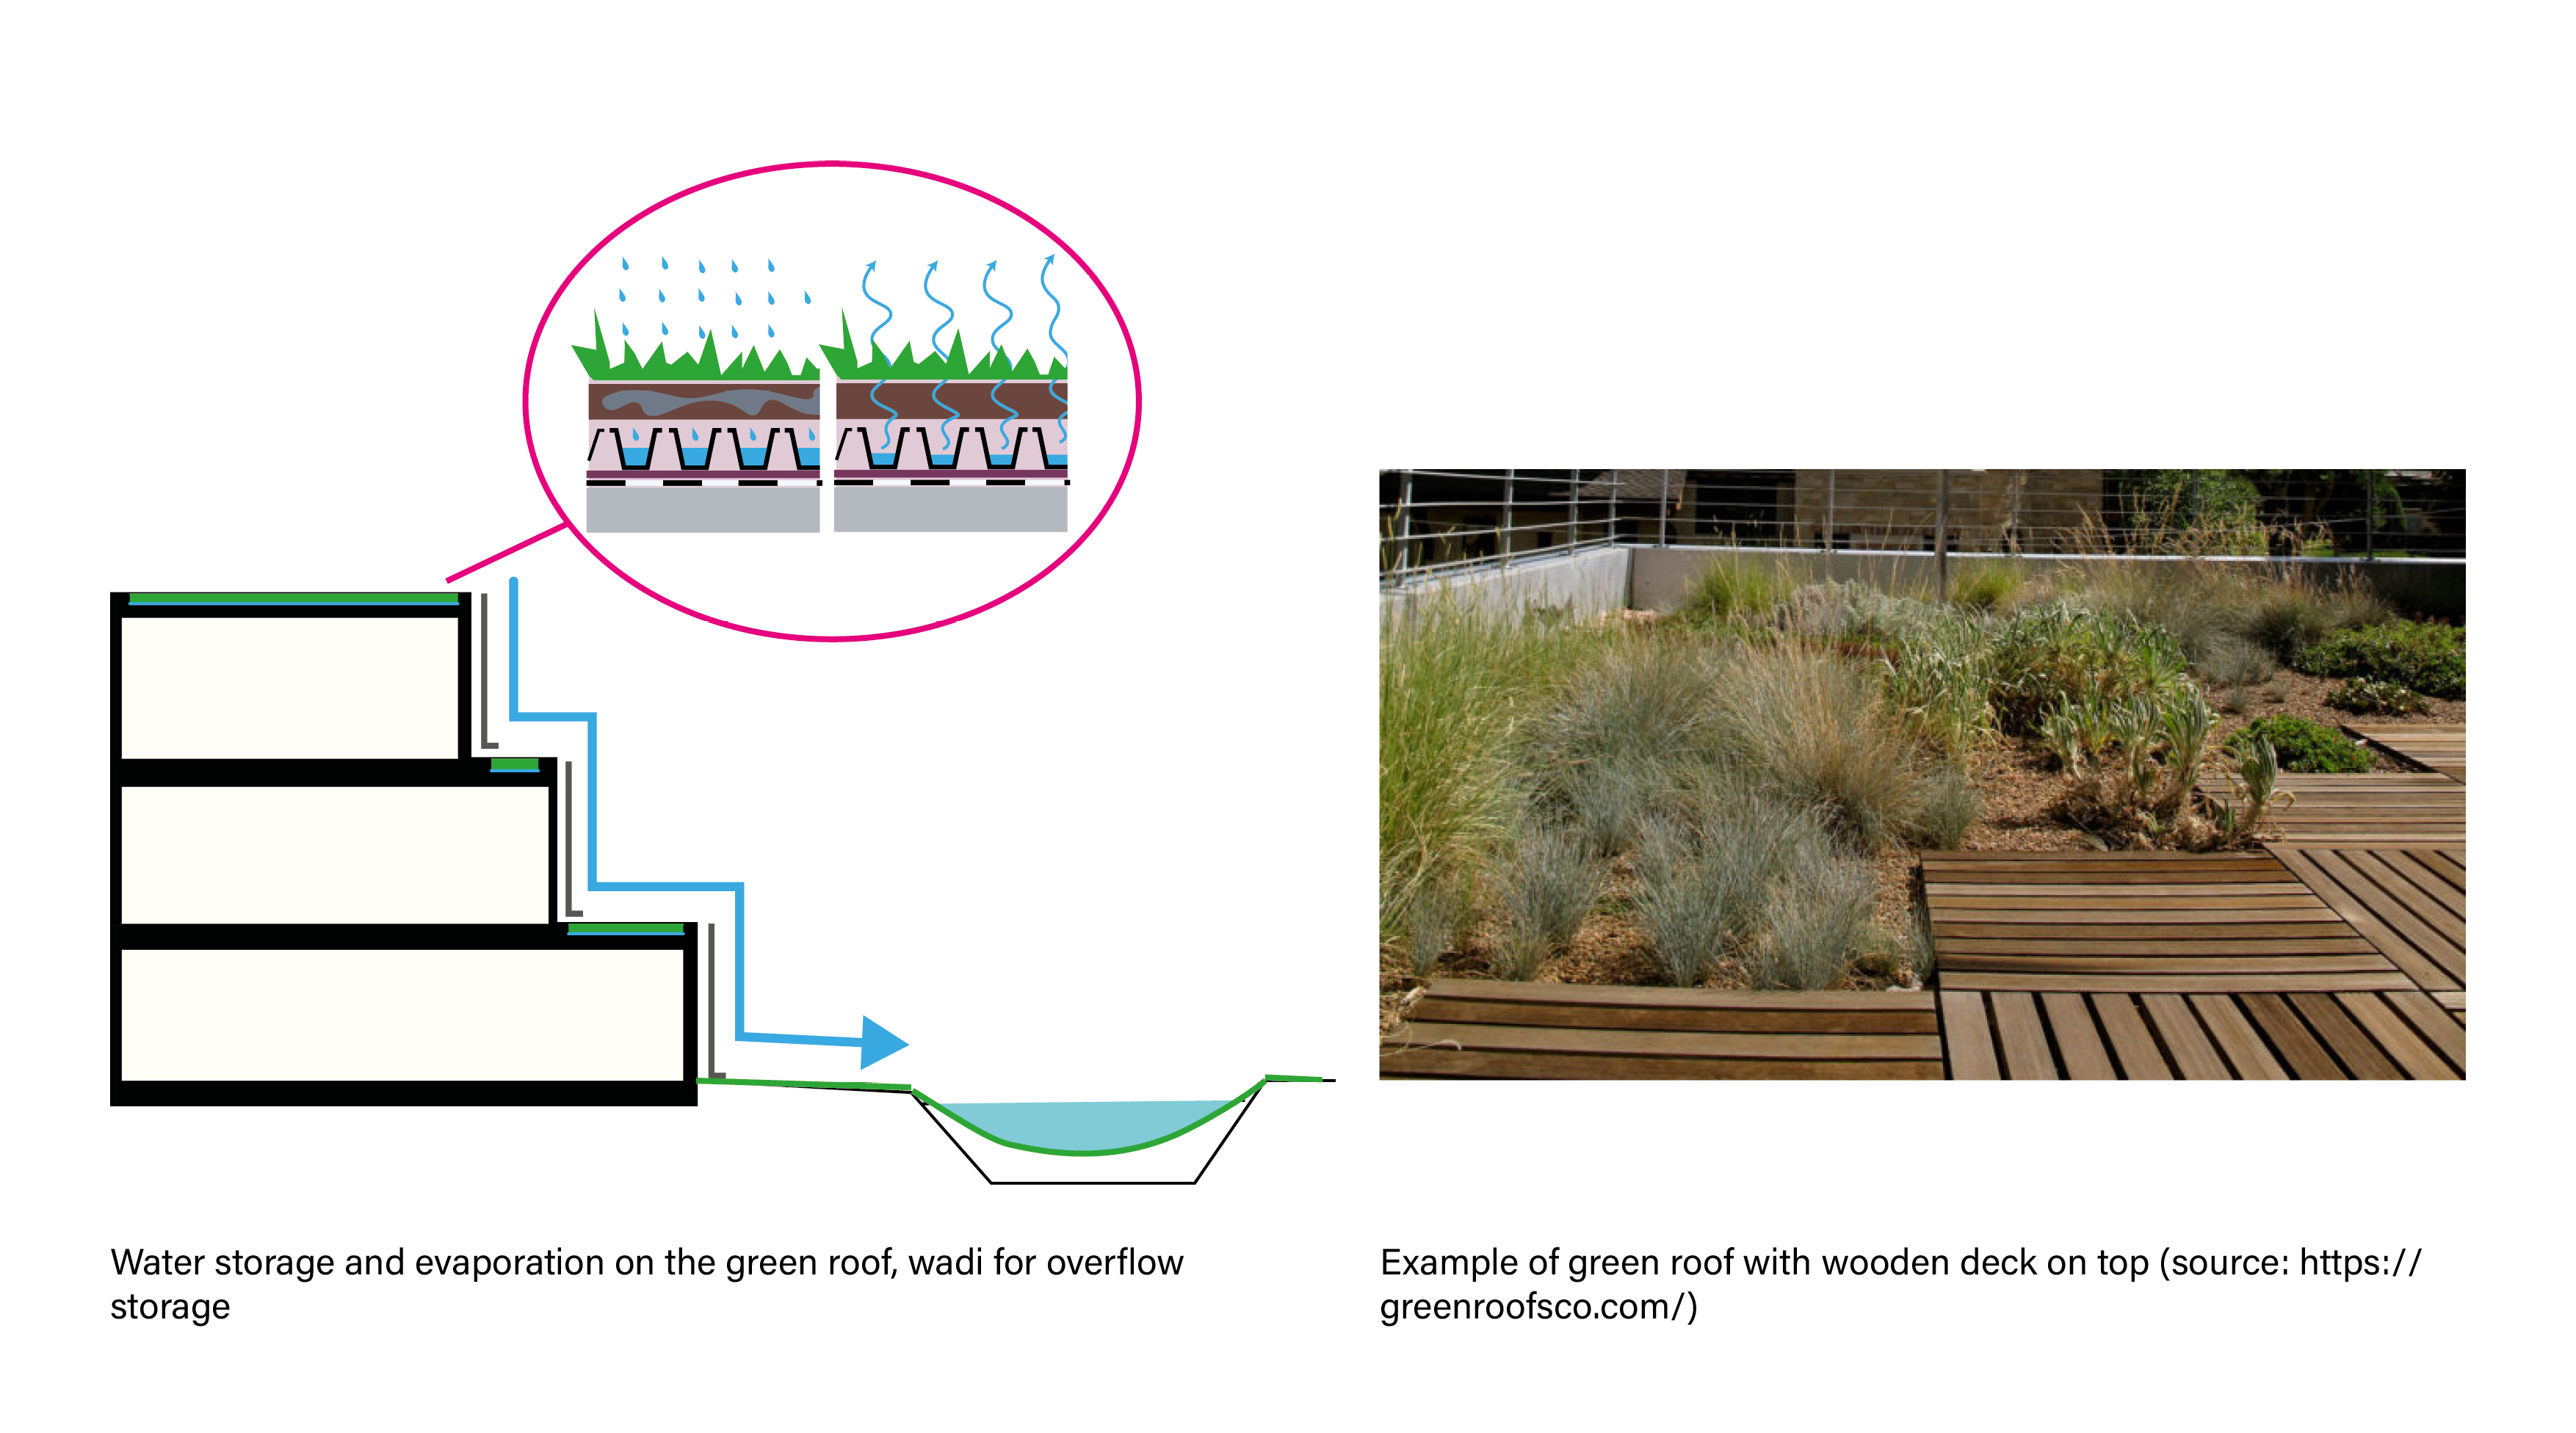 Water storage and evaporation on the green roof, wadi for overflow
storage
Example of green roof with wooden deck on top (source: https://
greenroofsco.com/)